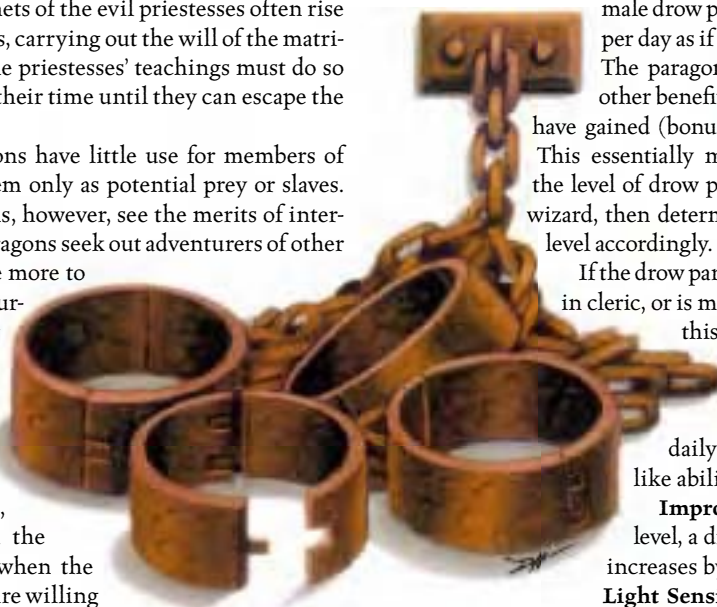 nets of the evil priestesses often rise
s, carrying out the will of the matri-
e priestesses’ teachings must do so
their time until they can escape the
ons have little use for members of
em only as potential prey or slaves.
s, however, see the merits of inter-
ragons seek out adventurers of other
e more to
ur-
,
the
when the
re willing
male drow p
per day as if
The paragon
other benefi
have gained (bonu
This essentially m
the level of drow p
wizard, then determ
level accordingly.
If the drow par
in cleric, or is m
this
daily
like abili
Impro
level, a d
increases by
Light Sensi